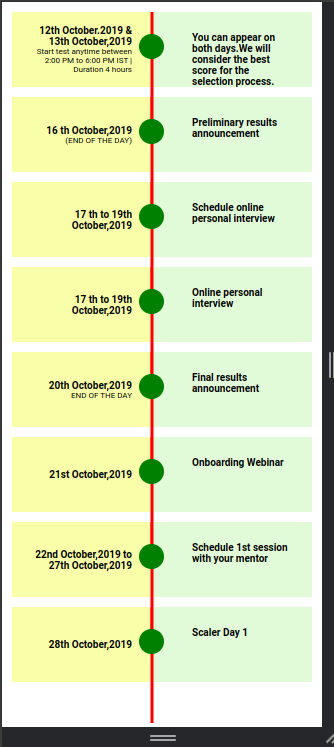 12th October.2019 &
13th October,2019
Start test anytime between
2:00 PM to 6:00 PM IST |
Duration 4 hours
You can appear on
both days.We will
consider the best
score for the
selection process.
16 th October,2019
(END OF THE DAY)
Preliminary results
announcement
17 th to 19th
October,2019
Schedule online
personal interview
17 th to 19th
October,2019
Online personal
interview
20th October,2019
END OF THE DAY
Final results
announcement
21st October,2019
Onboarding Webinar
22nd October,2019 to
27th October,2019
Schedule 1st session
with your mentor
28th October,2019
Scaler Day 1